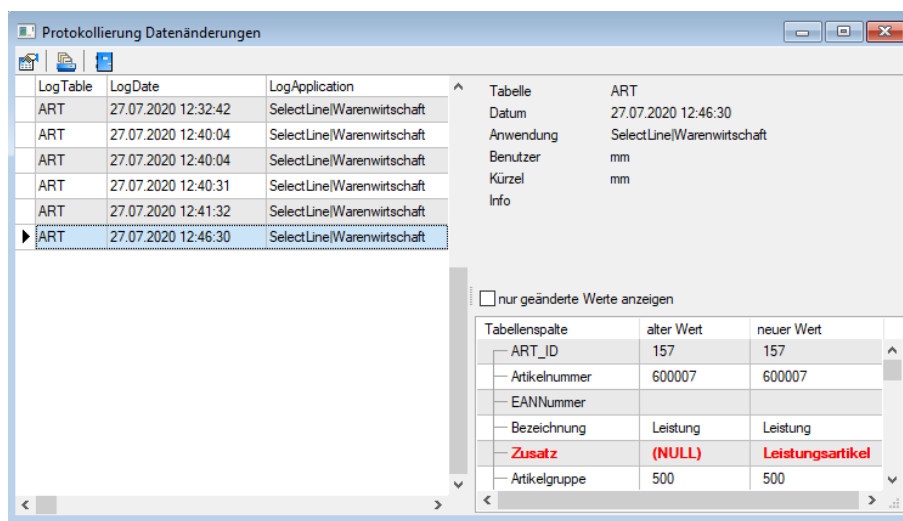 Protokollierung Datenänderungen
LogTable LogDate LogApplication
ART 27.07.2020 12:32:42 SelectLine|Warenwirtschaft
ART 27.07.2020 12:40:04 SelectLine|Warenwirtschaft
ART 27.07.2020 12:40:04 SelectLine|Warenwirtschaft
ART 27.07.2020 12:40:31 SelectLine|Warenwirtschaft
ART 27.07.2020 12:41:32 SelectLine|Warenwirtschaft
ART 27.07.2020 12:46:30 SelectLine|Warenwirtschaft
Tabelle ART
Datum 27.07.2020 12:46:30
Anwendung SelectLine|Warenwirtschaft
Benutzer mm
Kürzel mm
Info
nur geänderte Werte anzeigen
Tabellenspalte alter Wert neuer Wert
ART_ID 157 157
Artikelnummer 600007 600007
EANNummer
Bezeichnung Leistung Leistung
Zusatz (NULL) Leistungsartikel
Artikelgruppe 500 500